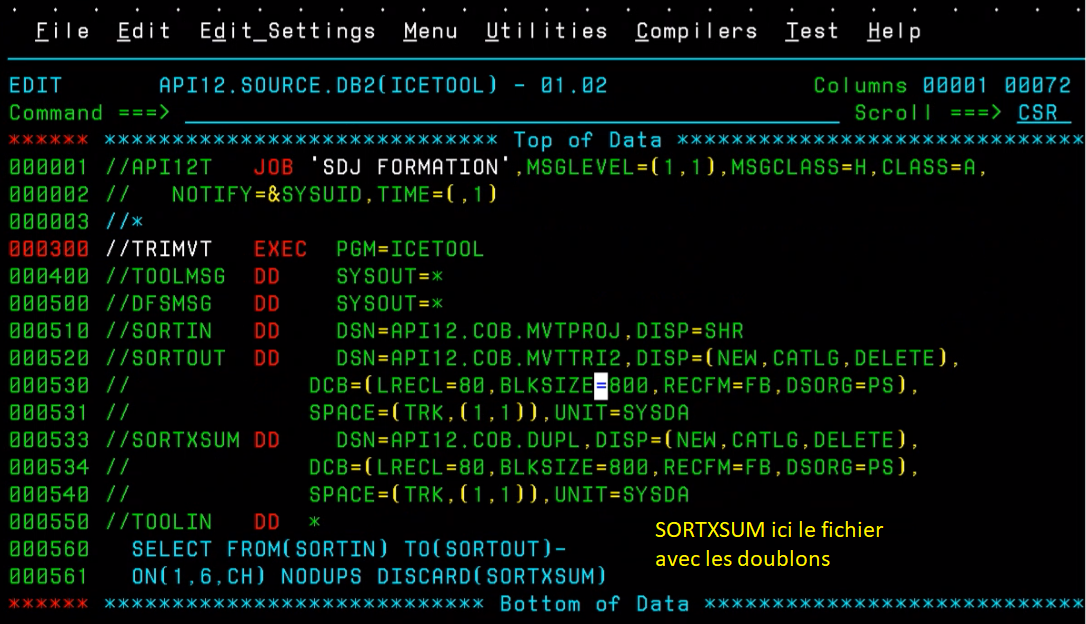 File Edit Edit_Settings Menu Utilities Compilers Test Help
EDIT API12.SOURCE.DB2(ICETOOL) - 01.02 Columns 00001 00072
Command ===> Scroll ===> CSR
****** ***************************** Top of Data ******************************
000001 //API12T JOB 'SDJ FORMATION',MSGLEVEL=(1,1),MSGCLASS=H,CLASS=A,
000002 // NOTIFY=&SYSUID,TIME=(,1)
000003 //*
000300 //TRIMVT EXEC PGM=ICETOOL
000400 //TOOLMSG DD SYSOUT=*
000500 //DFSMSG DD SYSOUT=*
000510 //SORTIN DD DSN=API12.COB.MVTPROJ,DISP=SHR
000520 //SORTOUT DD DSN=API12.COB.MVTTRI2,DISP=(NEW,CATLG,DELETE),
000530 // DCB=(LRECL=80,BLKSIZE=800,RECFM=FB,DSORG=PS),
000531 // SPACE=(TRK,(1,1)),UNIT=SYSDA
000533 //SORTXSUM DD DSN=API12.COB.DUPL,DISP=(NEW,CATLG,DELETE),
000534 // DCB=(LRECL=80,BLKSIZE=800,RECFM=FB,DSORG=PS),
000540 // SPACE=(TRK,(1,1)),UNIT=SYSDA
000550 //TOOLIN DD *
000560 SELECT FROM(SORTIN) TO(SORTOUT)-
000561 ON(1,6,CH) NODUPS DISCARD(SORTXSUM)
SORTXSUM ici le fichier
avec les doublons
****** **************************** Bottom of Data ****************************